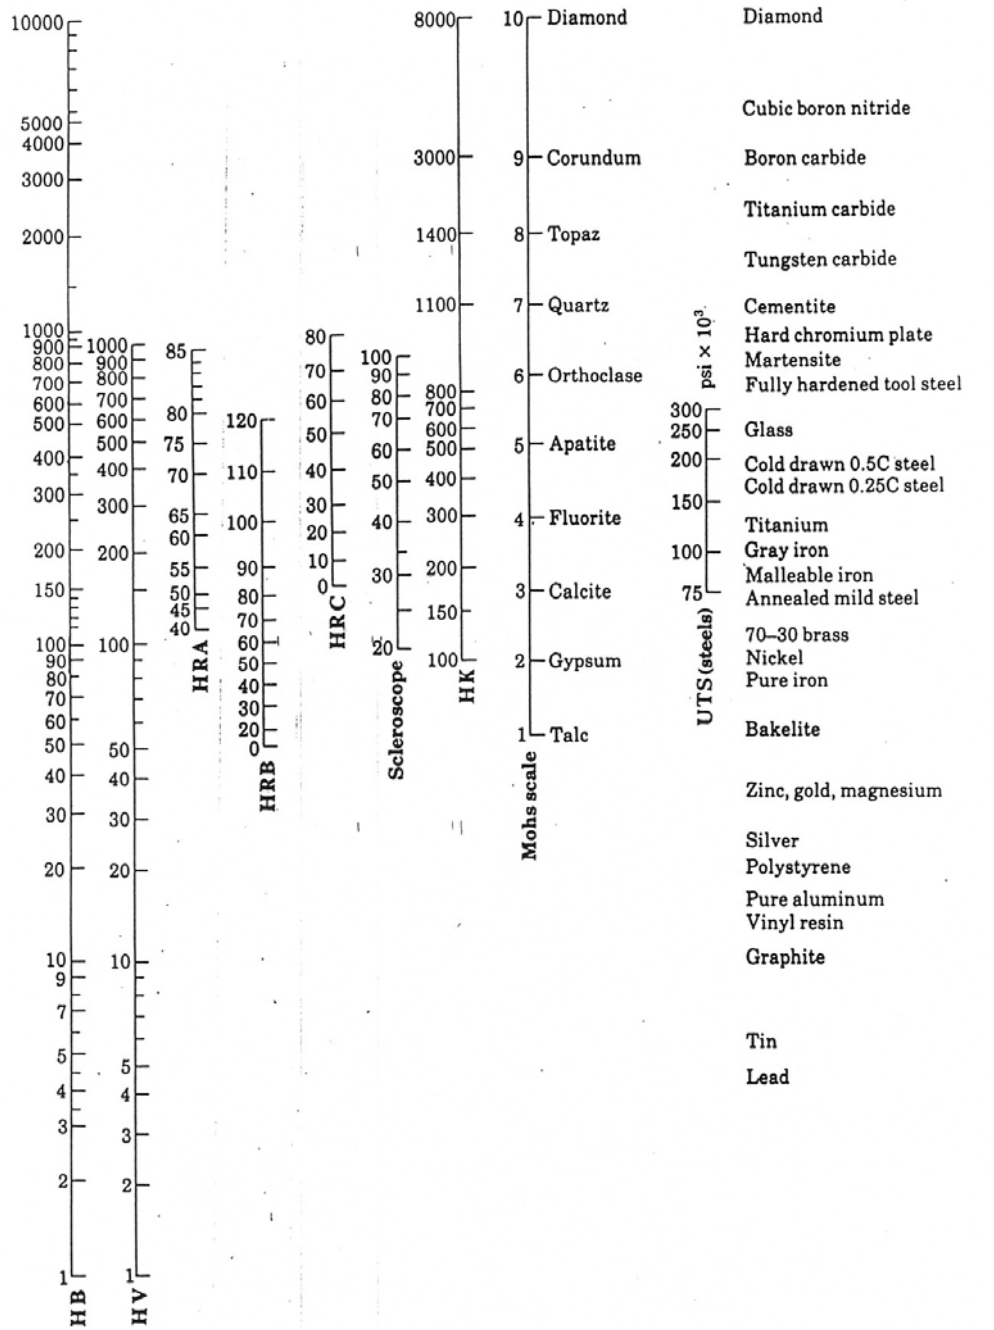 10000
5000
4000
3000
2000
1000
900
800
700
600
500
400
300
200
150
100
90
80
70
60
50
40
30
20
10
9
7
5
4
3
2
1
HB
1000
900
800
700
600
500
400
300
200
100
50
40
30
20
10
5
4
3
2
1
HV
85
80
75
70
65
60
55
50
45
40
HRA
120
110
100
90
80
70
60
50
40
30
20
0
HRB
80
70
60
50
40
30
20
10
0
HRC
100
90
80
70
60
50
40
30
20
Scleroscope
8000
3000
1400
1100
800
700
600
500
400
300
200
150
100
HK
10 Diamond
9 Corundum
8 Topaz
7 Quartz
6 Orthoclase
5 Apatite
4 Fluorite
3 Calcite
2 Gypsum
1 Talc
Mohs scale
psi × 10³
300
250
200
150
100
75
UTS (steels)
Diamond
Cubic boron nitride
Boron carbide
Titanium carbide
Tungsten carbide
Cementite
Hard chromium plate
Martensite
Fully hardened tool steel
Glass
Cold drawn 0.5C steel
Cold drawn 0.25C steel
Titanium
Gray iron
Malleable iron
Annealed mild steel
70–30 brass
Nickel
Pure iron
Bakelite
Zinc, gold, magnesium
Silver
Polystyrene
Pure aluminum
Vinyl resin
Graphite
Tin
Lead